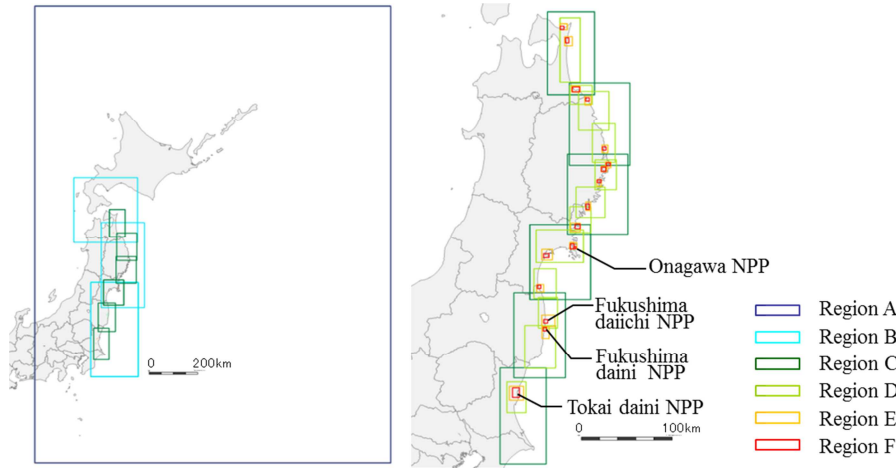 0 200km
Onagawa NPP
Fukushima
daiichi NPP
Fukushima
daini NPP
Tokai daini NPP
0 100km
Region A
Region B
Region C
Region D
Region E
Region F